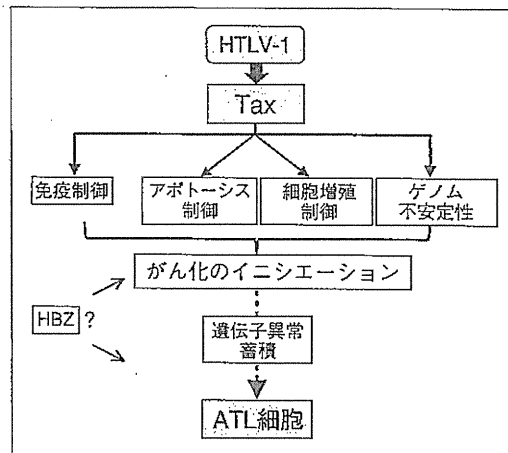 HTLV-1
Tax
免疫制御
アポトーシス
制御
細胞増殖
制御
ゲノム
不安定性
がん化のイニシエーション
HBZ ?
遺伝子異常
蓄積
ATL細胞